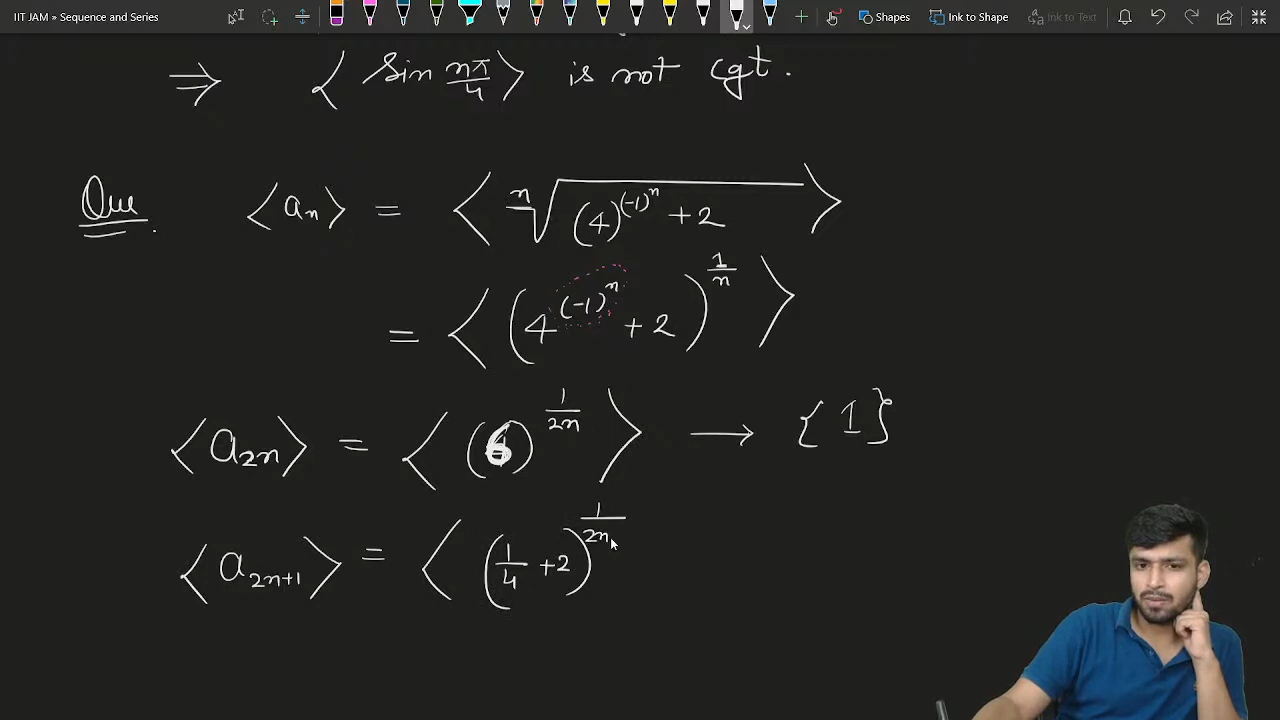 IIT JAM » Sequence and Series Shapes Ink to Shape Ink to Text
⇒ ⟨ Sin nπ/4 ⟩ is not cgt.
Que. ⟨aₙ⟩ = ⟨ ⁿ√((4)^((-1)^n) + 2) ⟩
= ⟨ (4^((-1)^n) + 2)^(1/n) ⟩
⟨a₂ₙ⟩ = ⟨ (6)^(1/2n) ⟩ → {1}
⟨a₂ₙ₊₁⟩ = ⟨ (1/4 + 2)^(1/2n)